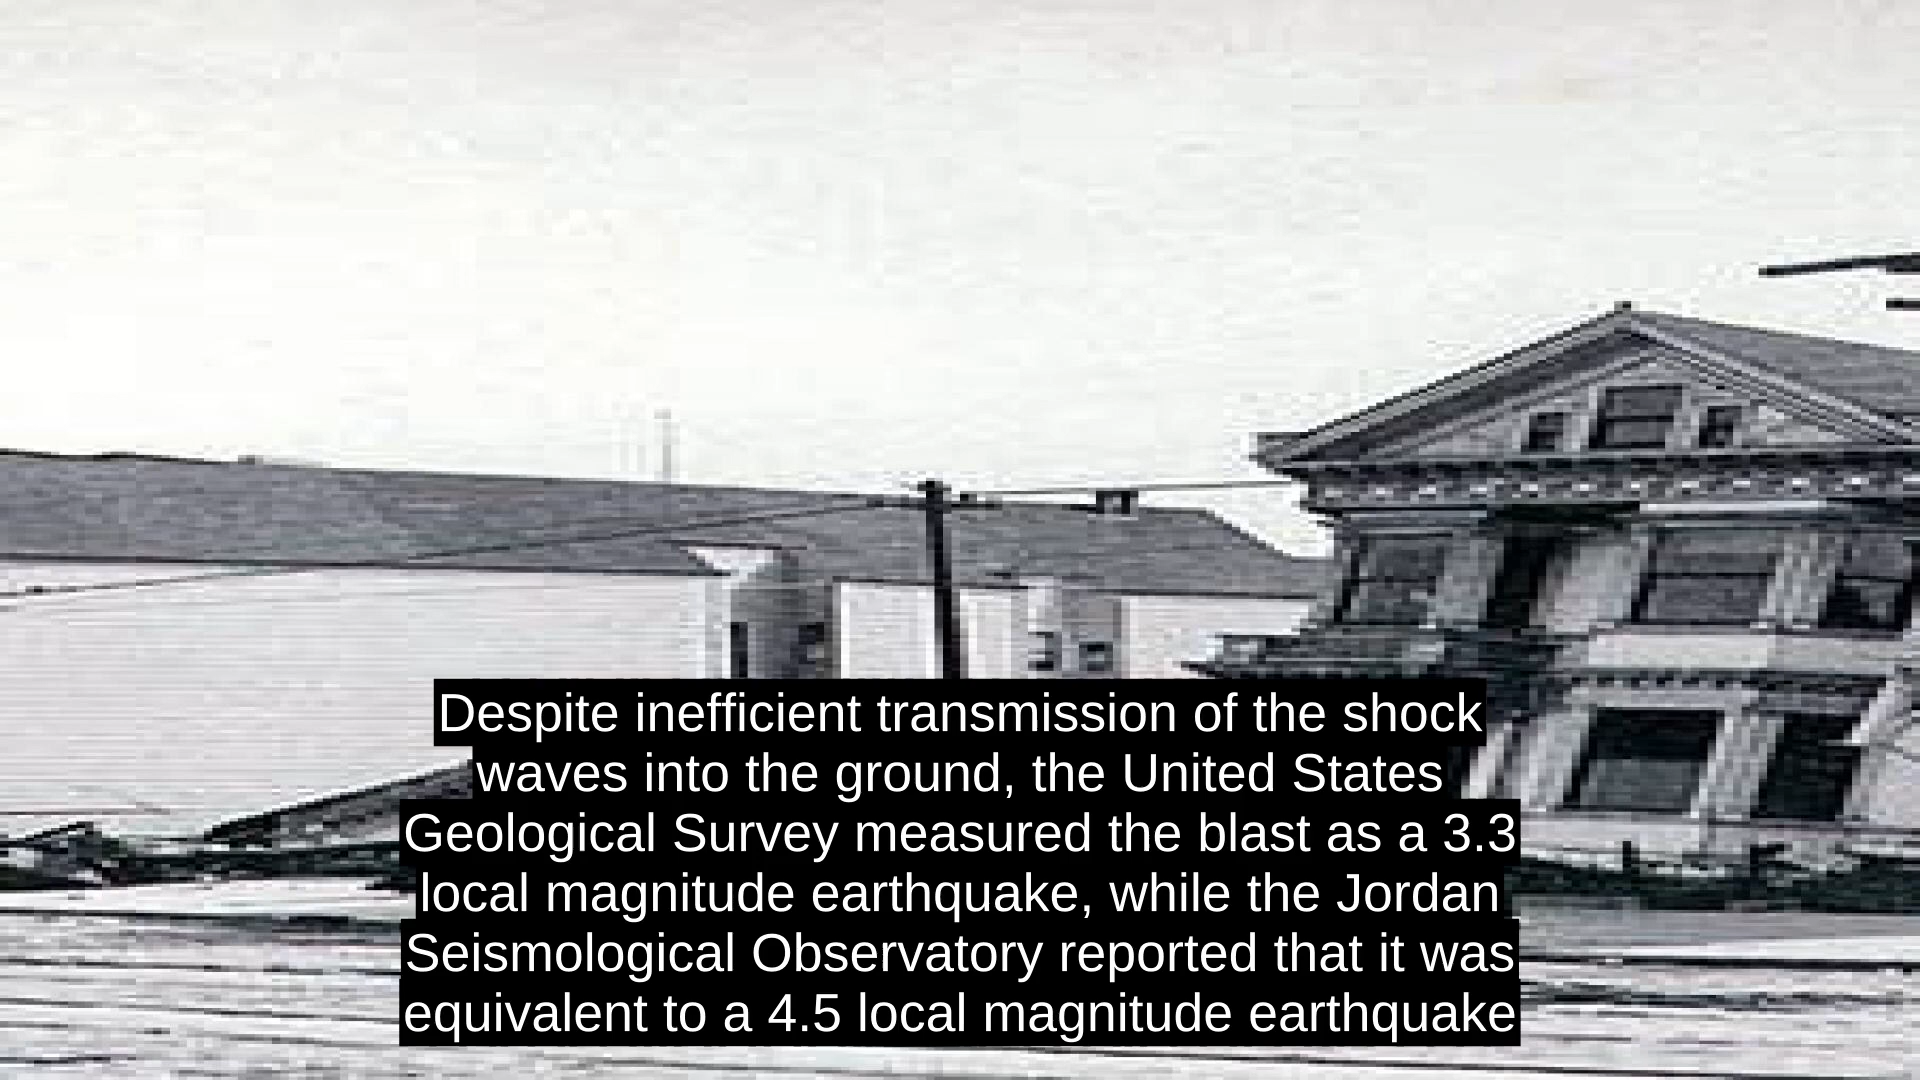 Despite inefficient transmission of the shock
waves into the ground, the United States
Geological Survey measured the blast as a 3.3
local magnitude earthquake, while the Jordan
Seismological Observatory reported that it was
equivalent to a 4.5 local magnitude earthquake